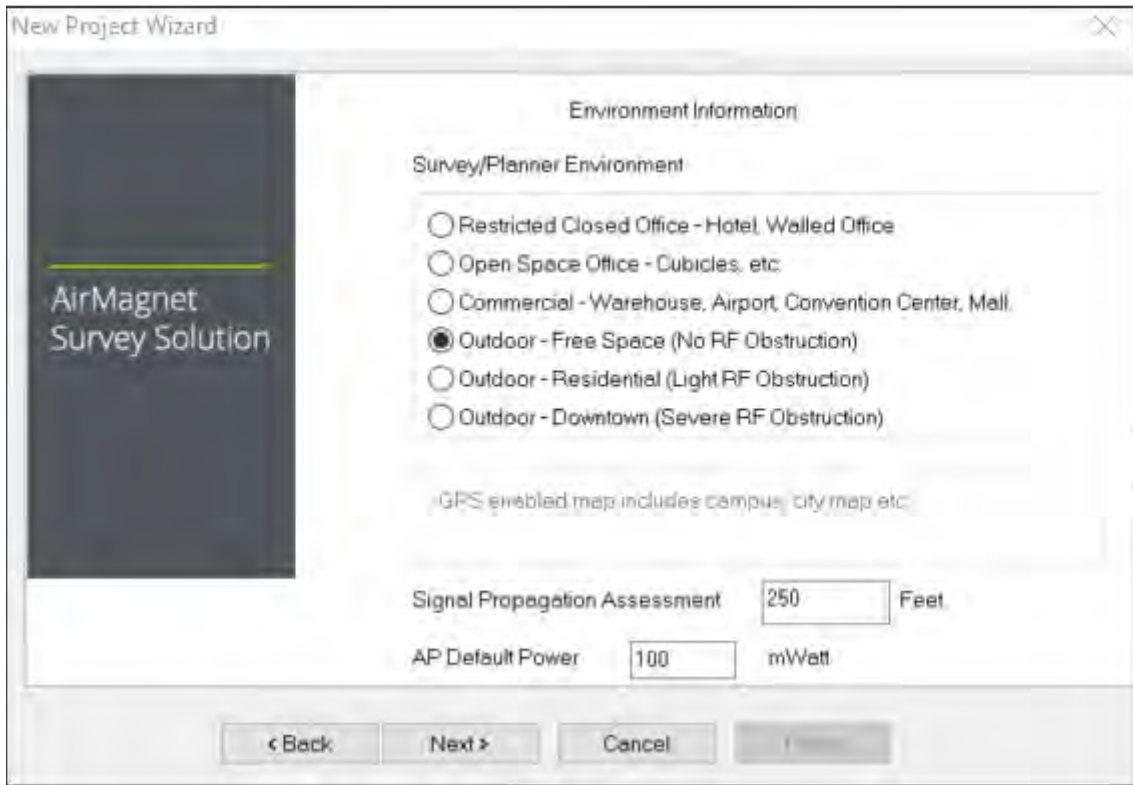 New Project Wizard
AirMagnet
Survey Solution
Environment Information
Survey/Planner Environment
Restricted Closed Office - Hotel, Walled Office
Open Space Office - Cubicles, etc
Commercial - Warehouse, Airport, Convention Center, Mall.
Outdoor - Free Space (No RF Obstruction)
Outdoor - Residential (Light RF Obstruction)
Outdoor - Downtown (Severe RF Obstruction)
GPS enabled map includes campus, city map etc
Signal Propagation Assessment 250 Feet
AP Default Power 100 mWatt
< Back Next > Cancel